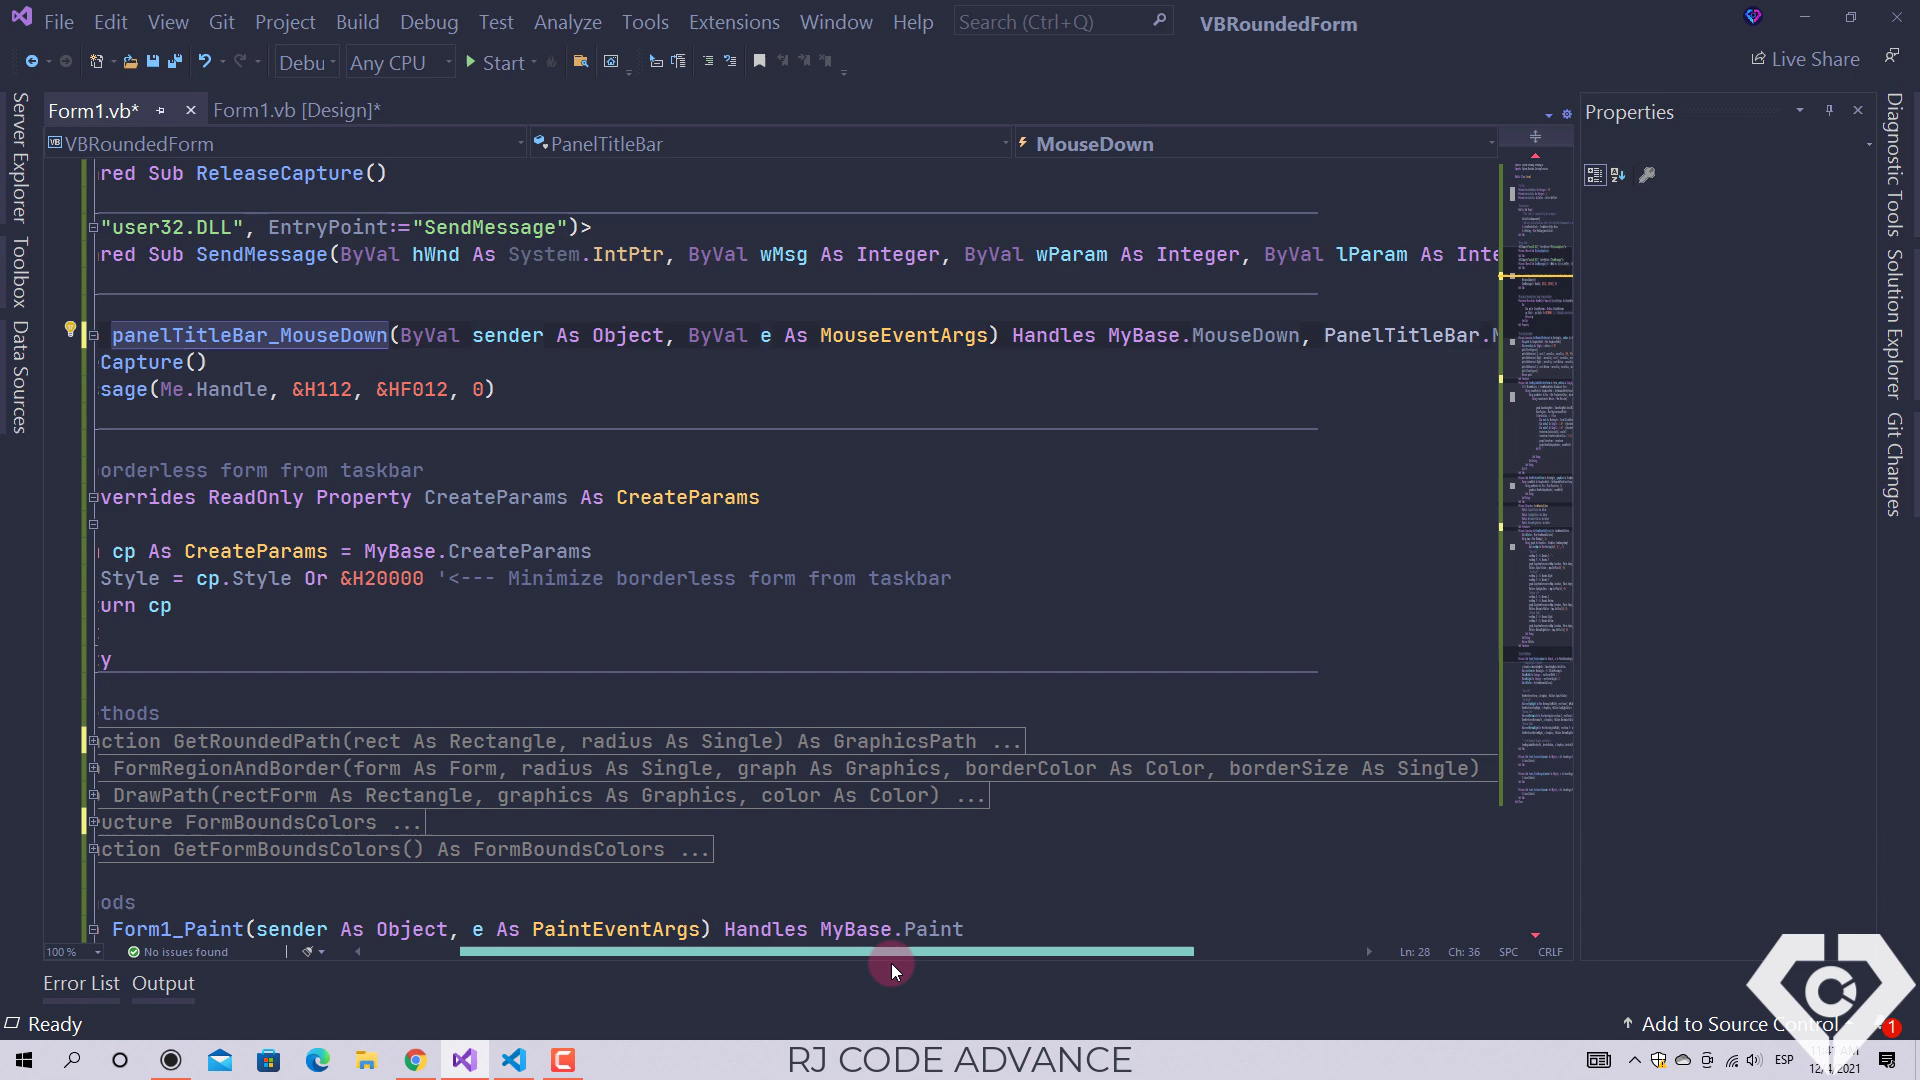 File Edit View Git Project Build Debug Test Analyze Tools Extensions Window Help Search (Ctrl+Q) VBRoundedForm
Debu Any CPU Start Live Share
Server Explorer
Toolbox
Data Sources
Form1.vb* Form1.vb [Design]*
VBRoundedForm PanelTitleBar MouseDown
red Sub ReleaseCapture()
"user32.DLL", EntryPoint:="SendMessage")>
red Sub SendMessage(ByVal hWnd As System.IntPtr, ByVal wMsg As Integer, ByVal wParam As Integer, ByVal lParam As Inte
panelTitleBar_MouseDown(ByVal sender As Object, ByVal e As MouseEventArgs) Handles MyBase.MouseDown, PanelTitleBar.M
Capture()
sage(Me.Handle, &H112, &HF012, 0)
orderless form from taskbar
verrides ReadOnly Property CreateParams As CreateParams
cp As CreateParams = MyBase.CreateParams
Style = cp.Style Or &H20000 '<--- Minimize borderless form from taskbar
urn cp
ty
thods
ction GetRoundedPath(rect As Rectangle, radius As Single) As GraphicsPath ...
FormRegionAndBorder(form As Form, radius As Single, graph As Graphics, borderColor As Color, borderSize As Single)
DrawPath(rectForm As Rectangle, graphics As Graphics, color As Color) ...
ucture FormBoundsColors ...
ction GetFormBoundsColors() As FormBoundsColors ...
ods
Form1_Paint(sender As Object, e As PaintEventArgs) Handles MyBase.Paint
100 % No issues found Ln: 28 Ch: 36 SPC CRLF
Properties
Diagnostic Tools
Solution Explorer
Git Changes
Error List Output
Ready Add to Source Control 1
RJ CODE ADVANCE
ESP
12/4/2021